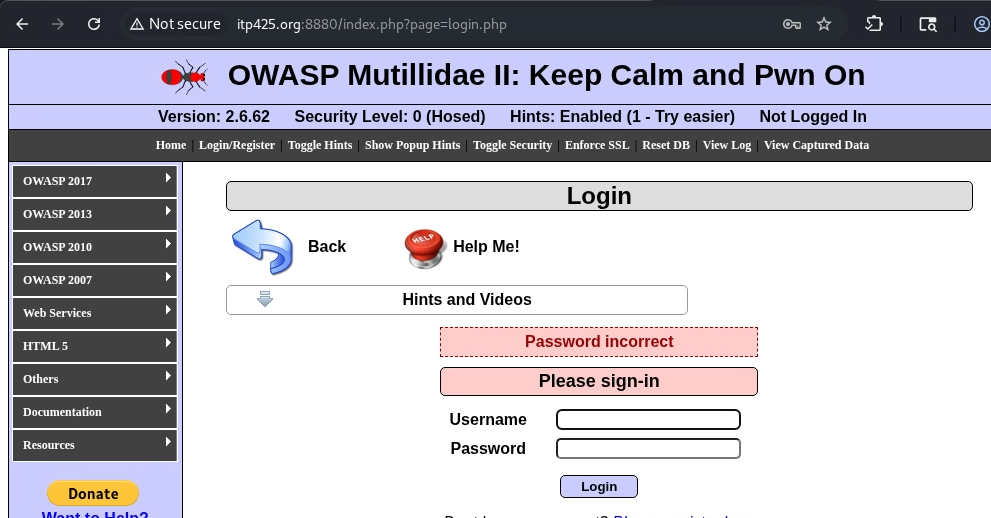 Not secure itp425.org:8880/index.php?page=login.php
OWASP Mutillidae II: Keep Calm and Pwn On
Version: 2.6.62 Security Level: 0 (Hosed) Hints: Enabled (1 - Try easier) Not Logged In
Home | Login/Register | Toggle Hints | Show Popup Hints | Toggle Security | Enforce SSL | Reset DB | View Log | View Captured Data
OWASP 2017
OWASP 2013
OWASP 2010
OWASP 2007
Web Services
HTML 5
Others
Documentation
Resources
Donate
Want to Help?
Login
Back
HELP
Help Me!
Hints and Videos
Password incorrect
Please sign-in
Username
Password
Login